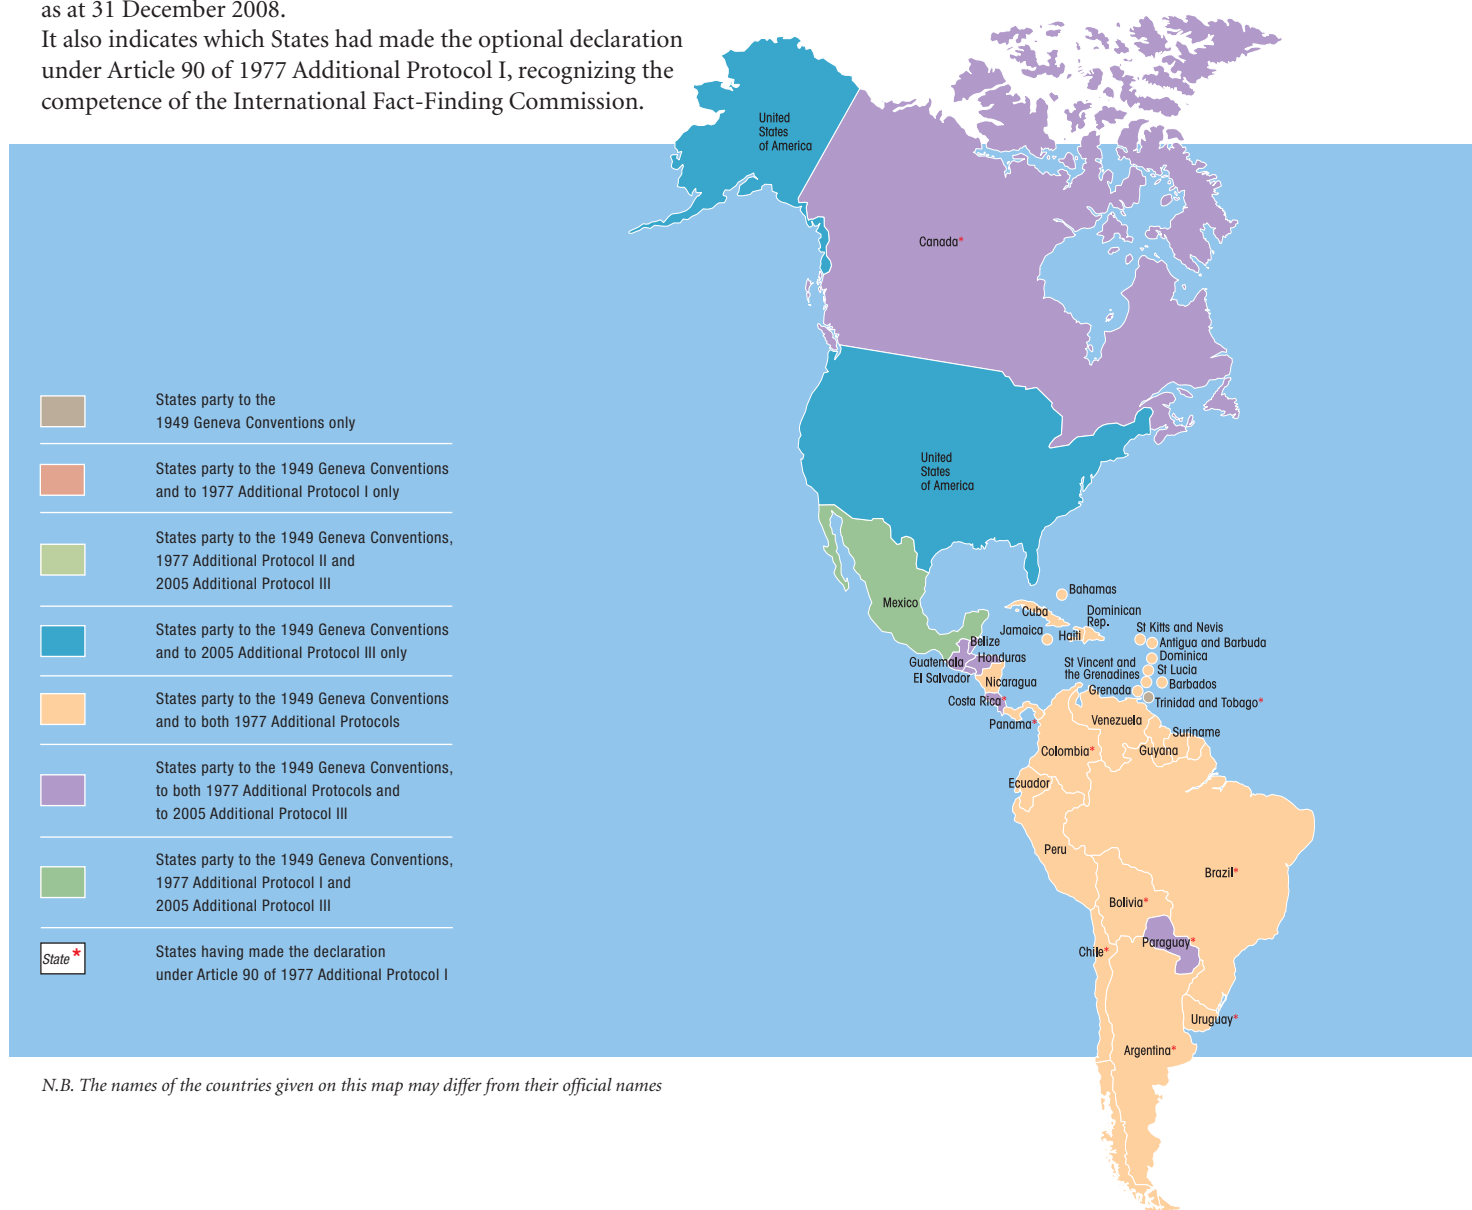 as at 31 December 2008.
It also indicates which States had made the optional declaration
under Article 90 of 1977 Additional Protocol I, recognizing the
competence of the International Fact-Finding Commission.
United
States
of America
Canada*
States party to the
1949 Geneva Conventions only
States party to the 1949 Geneva Conventions
and to 1977 Additional Protocol I only
States party to the 1949 Geneva Conventions,
1977 Additional Protocol II and
2005 Additional Protocol III
States party to the 1949 Geneva Conventions
and to 2005 Additional Protocol III only
States party to the 1949 Geneva Conventions
and to both 1977 Additional Protocols
States party to the 1949 Geneva Conventions,
to both 1977 Additional Protocols and
to 2005 Additional Protocol III
States party to the 1949 Geneva Conventions,
1977 Additional Protocol I and
2005 Additional Protocol III
State *
States having made the declaration
under Article 90 of 1977 Additional Protocol I
United
States
of America
Mexico
Bahamas
Cuba
Dominican
Rep.
Jamaica
Haiti
St Kitts and Nevis
Antigua and Barbuda
Dominica
St Lucia
St Vincent and
the Grenadines
Barbados
Grenada
Trinidad and Tobago*
Belize
Guatemala
Honduras
El Salvador
Nicaragua
Costa Rica*
Panama*
Venezuela
Suriname
Guyana
Colombia*
Ecuador
Peru
Brazil*
Bolivia*
Paraguay*
Chile*
Uruguay*
Argentina*
N.B. The names of the countries given on this map may differ from their official names